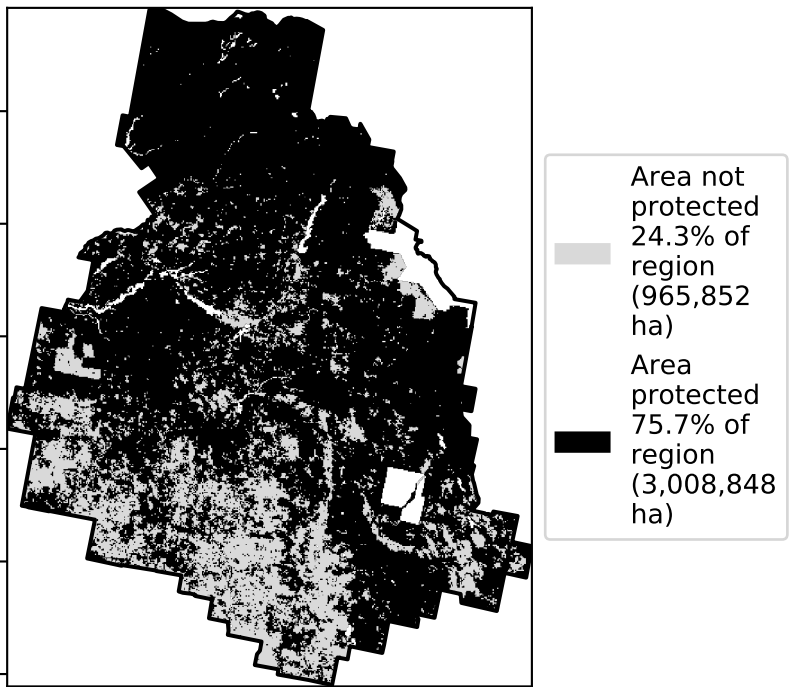 Area not
protected
24.3% of
region
(965,852
ha)
Area
protected
75.7% of
region
(3,008,848
ha)